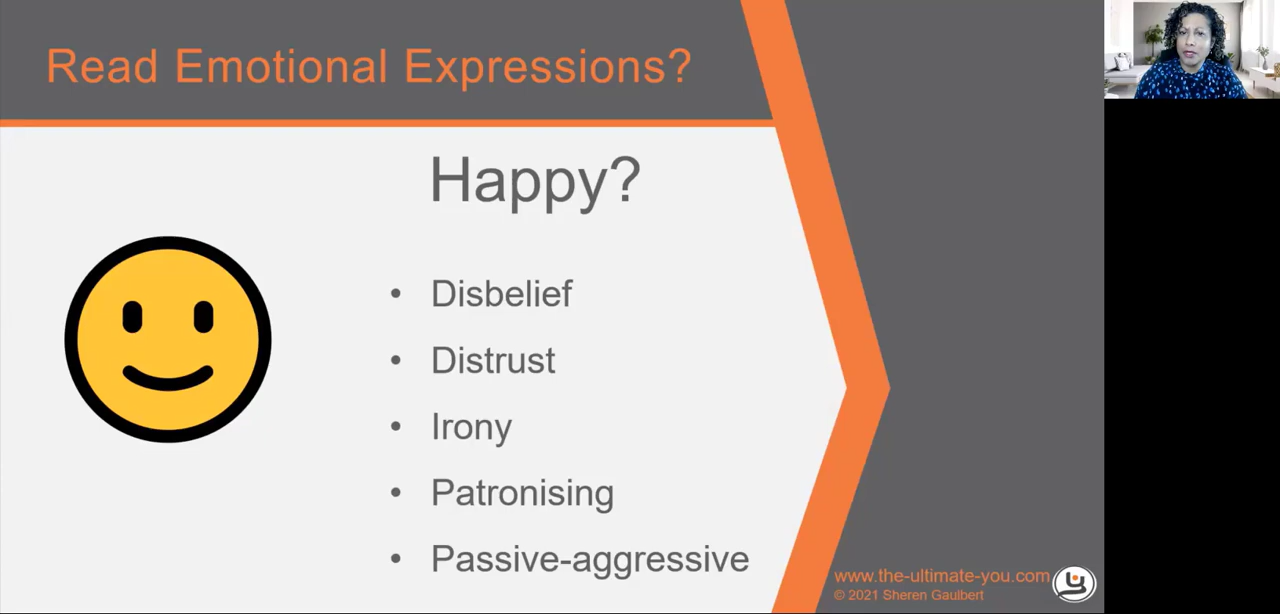 Read Emotional Expressions?
Happy?
• Disbelief
• Distrust
• Irony
• Patronising
• Passive-aggressive
www.the-ultimate-you.com
© 2021 Sheren Gaulbert